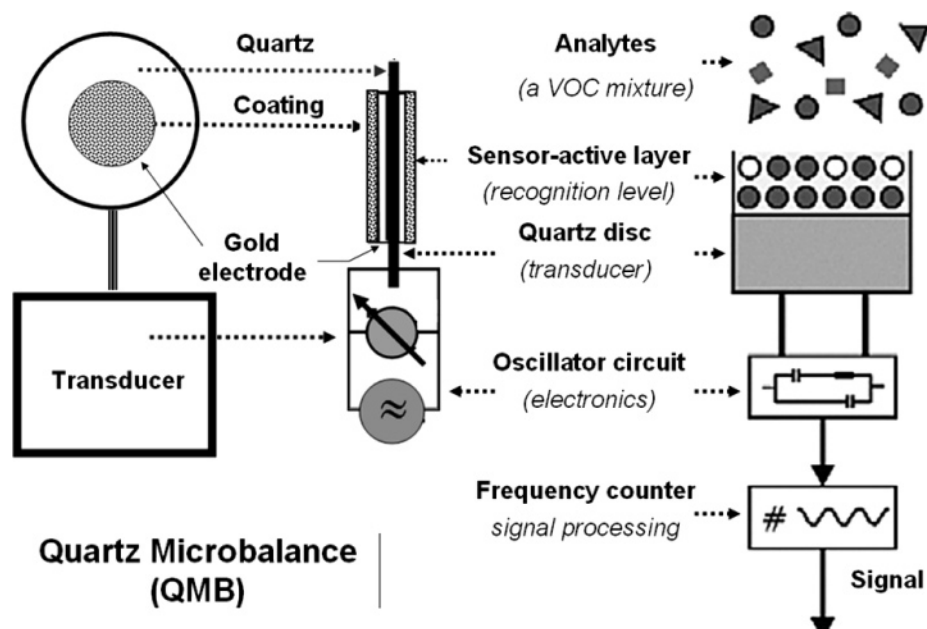 Quartz
Coating
Gold
electrode
Transducer
Quartz Microbalance
(QMB)
Analytes
(a VOC mixture)
Sensor-active layer
(recognition level)
Quartz disc
(transducer)
Oscillator circuit
(electronics)
Frequency counter
signal processing
≈
#
Signal